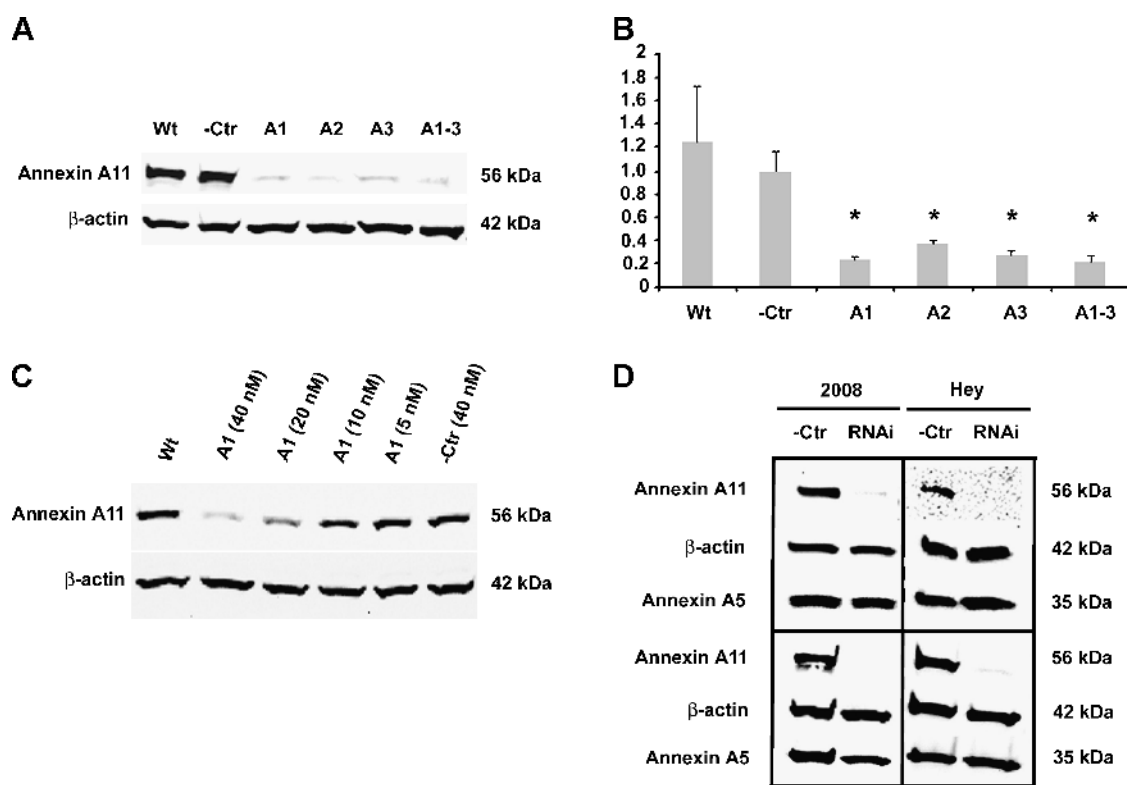 A
Wt -Ctr A1 A2 A3 A1-3
Annexin A11 56 kDa
β-actin 42 kDa
B
2
1.8
1.6
1.4
1.2
1.0
0.8
0.6
0.4
0.2
0
* * * *
Wt -Ctr A1 A2 A3 A1-3
C
Wt A1 (40 nM) A1 (20 nM) A1 (10 nM) A1 (5 nM) -Ctr (40 nM)
Annexin A11 56 kDa
β-actin 42 kDa
D
2008 Hey
-Ctr RNAi -Ctr RNAi
Annexin A11 56 kDa
β-actin 42 kDa
Annexin A5 35 kDa
Annexin A11 56 kDa
β-actin 42 kDa
Annexin A5 35 kDa